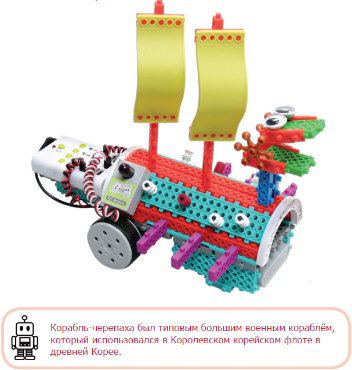 Корабль-черепаха был типовым большим военным кораблём,
который использовался в Королевском корейском флоте в
древней Корее.